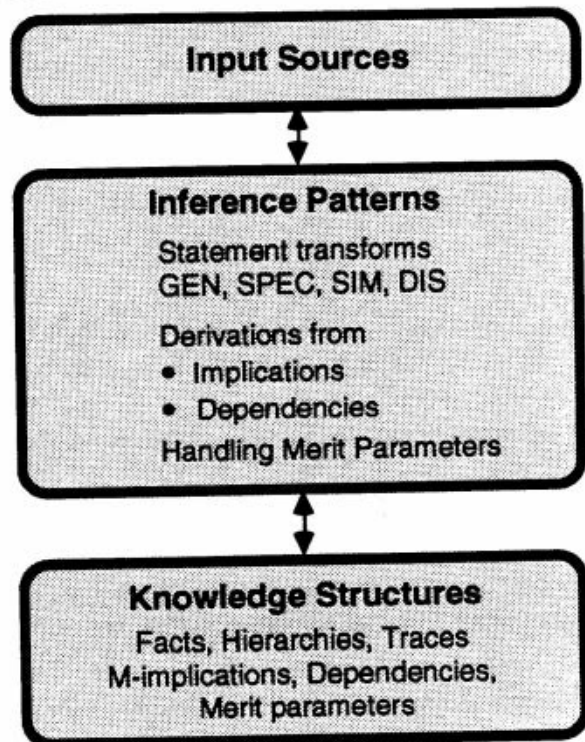 Input Sources
Inference Patterns
Statement transforms
GEN, SPEC, SIM, DIS
Derivations from
• Implications
• Dependencies
Handling Merit Parameters
Knowledge Structures
Facts, Hierarchies, Traces
M-implications, Dependencies,
Merit parameters